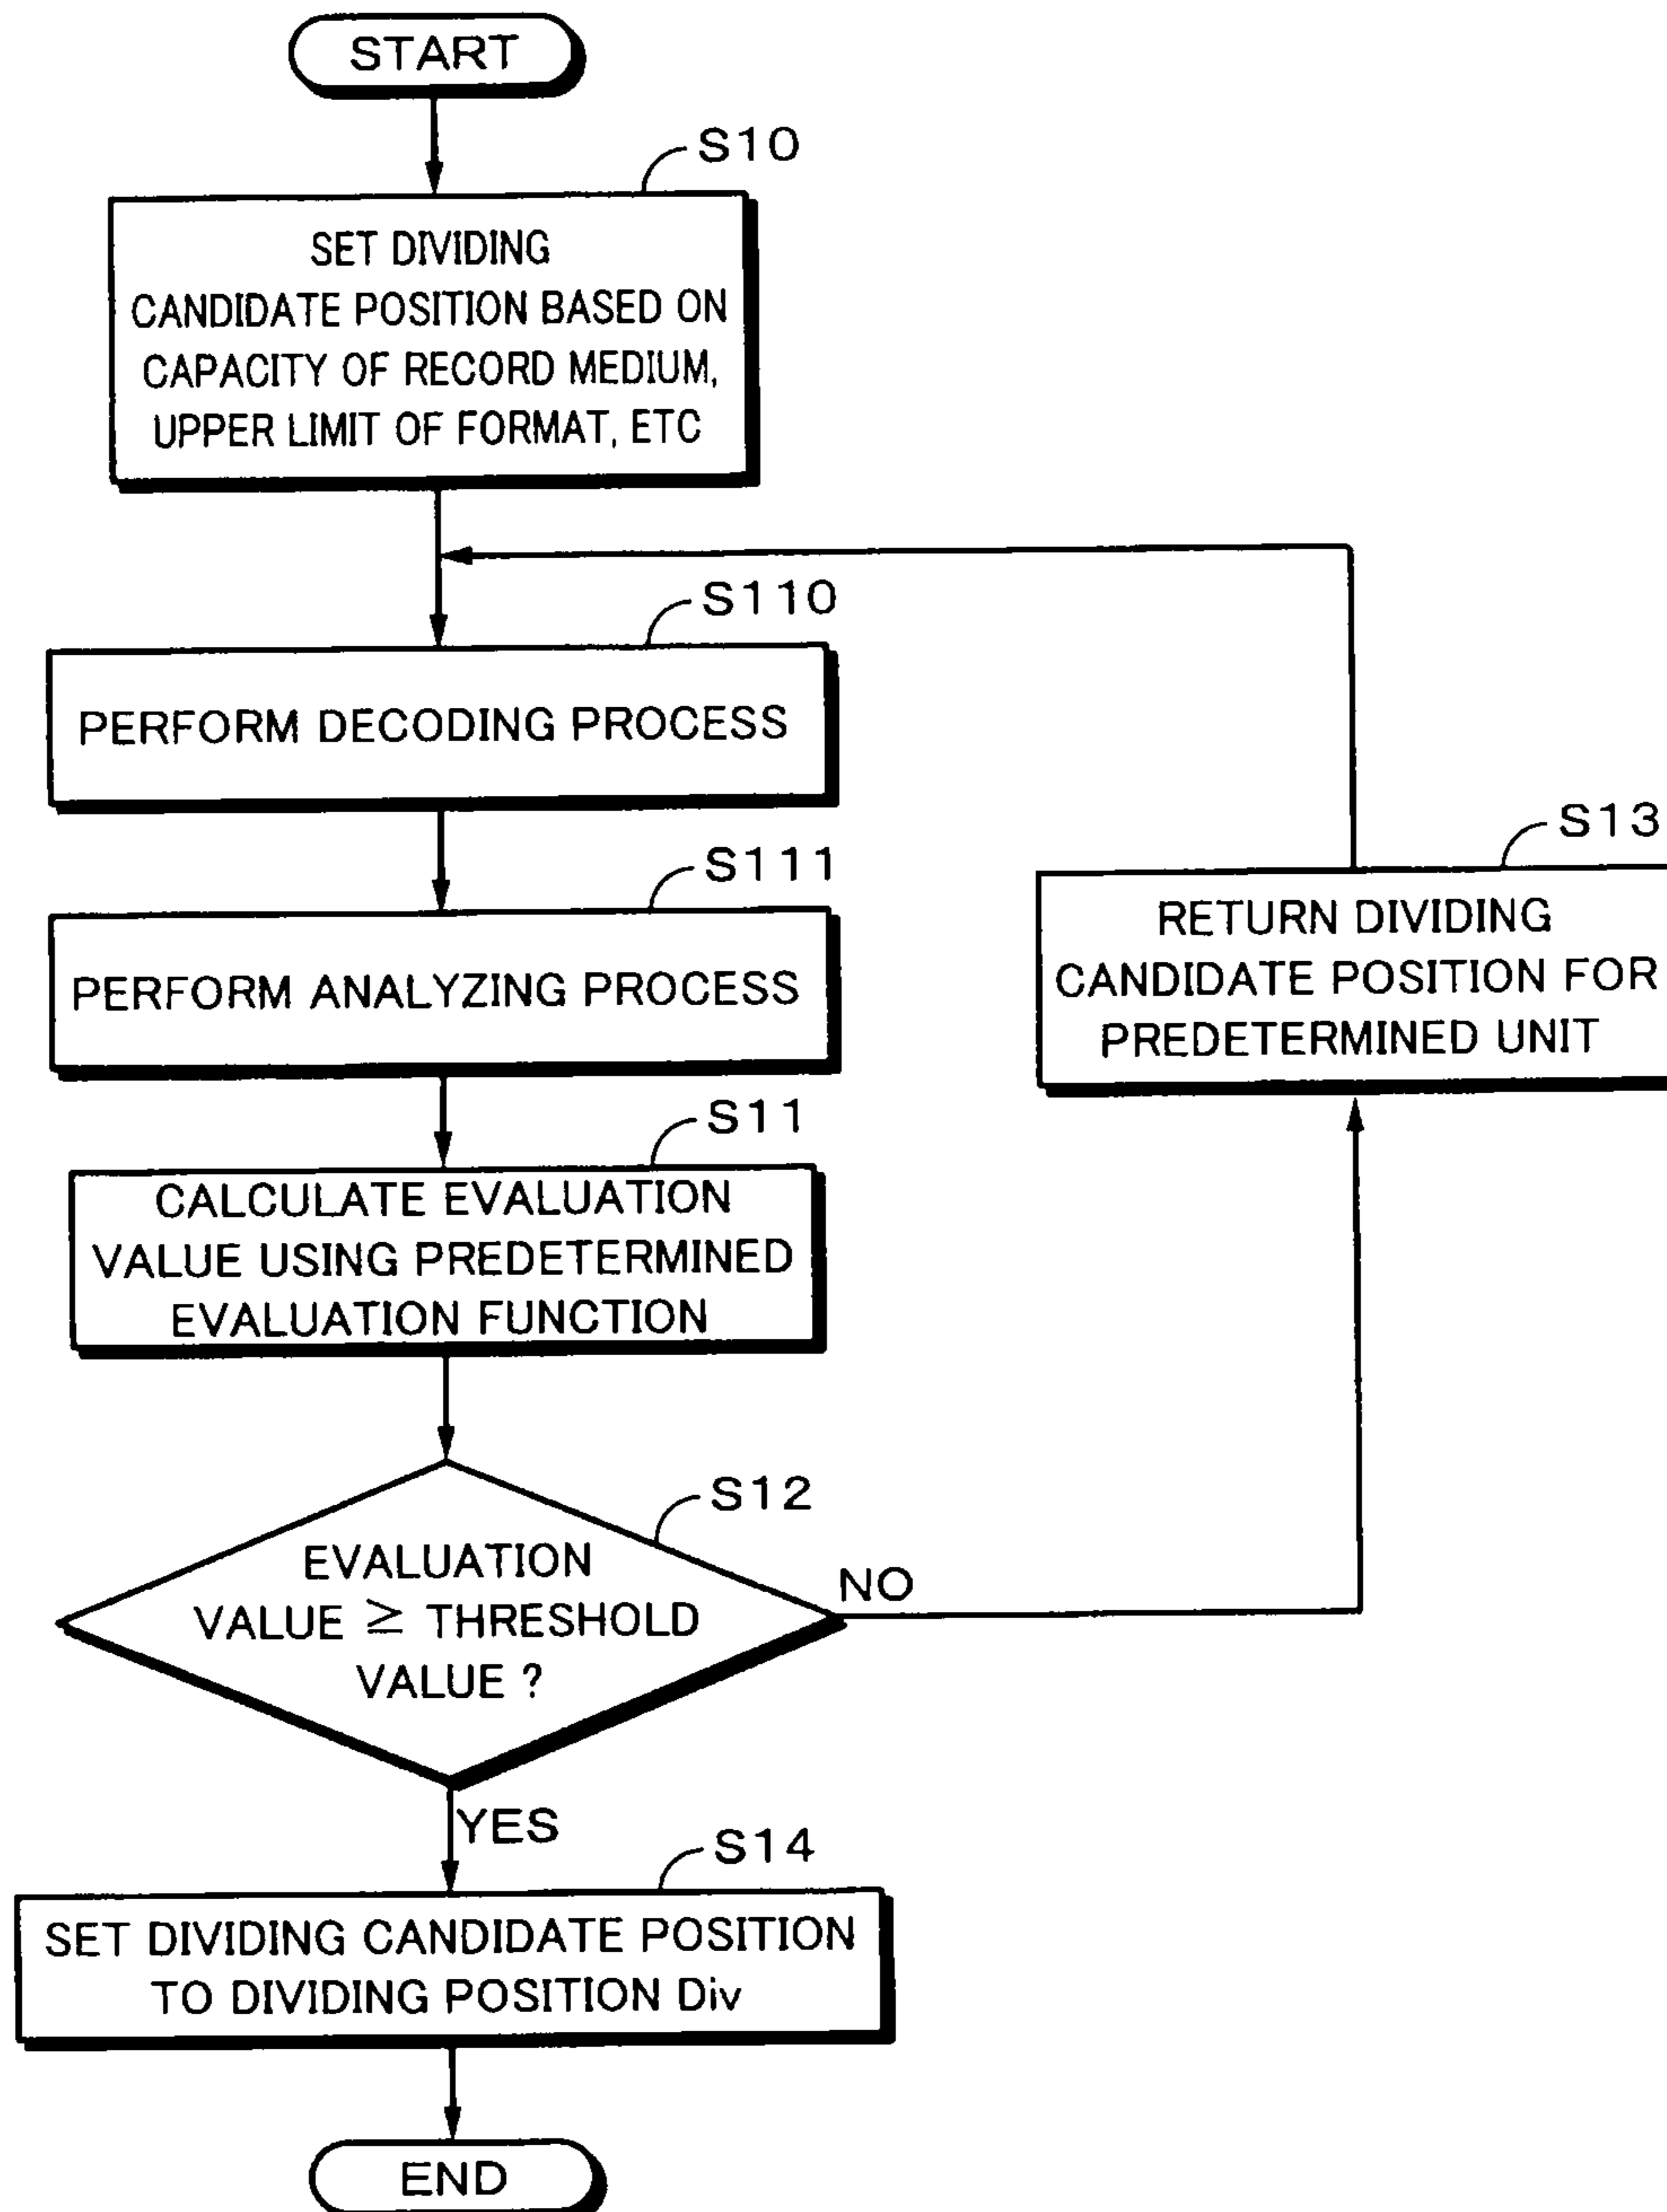 START
S10
SET DIVIDING
CANDIDATE POSITION BASED ON
CAPACITY OF RECORD MEDIUM,
UPPER LIMIT OF FORMAT, ETC
S110
PERFORM DECODING PROCESS
S111
PERFORM ANALYZING PROCESS
S13
RETURN DIVIDING
CANDIDATE POSITION FOR
PREDETERMINED UNIT
S11
CALCULATE EVALUATION
VALUE USING PREDETERMINED
EVALUATION FUNCTION
S12
EVALUATION
VALUE ≧ THRESHOLD
VALUE ?
NO
YES
S14
SET DIVIDING CANDIDATE POSITION
TO DIVIDING POSITION Div
END